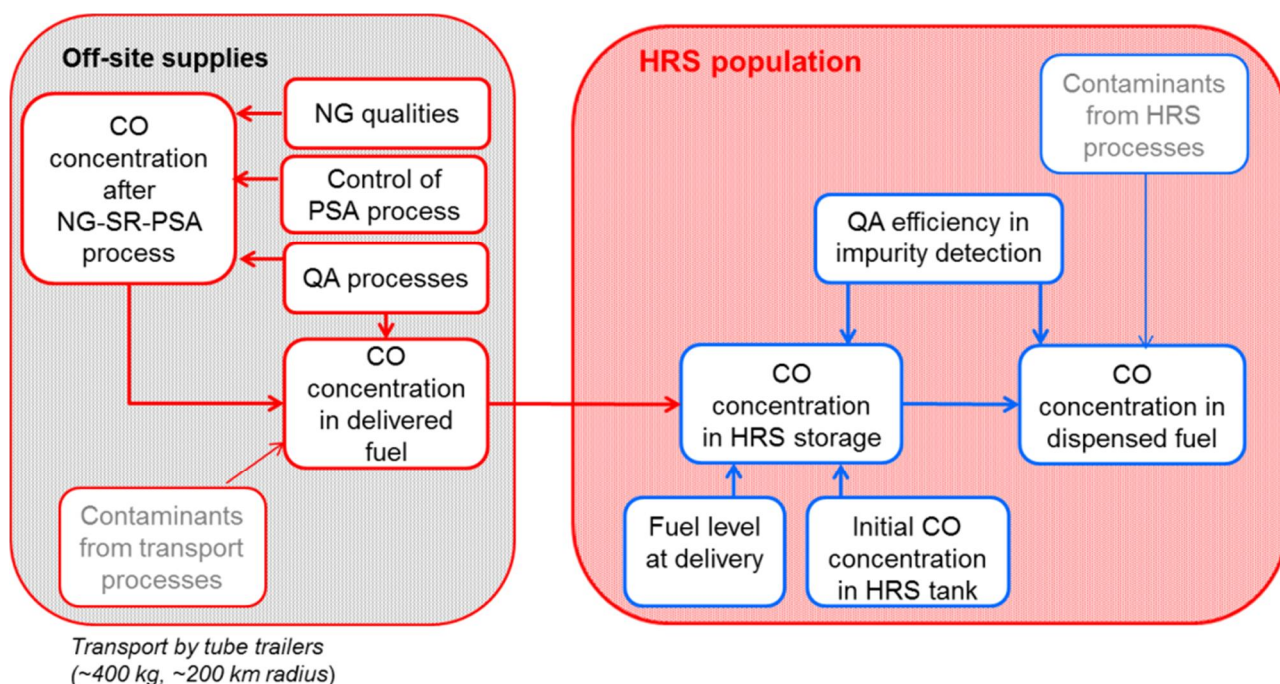 Off-site supplies
CO
concentration
after
NG-SR-PSA
process
NG qualities
Control of
PSA process
QA processes
CO
concentration
in delivered
fuel
Contaminants
from transport
processes
Transport by tube trailers
(~400 kg, ~200 km radius)
HRS population
Contaminants
from HRS
processes
QA efficiency in
impurity detection
CO
concentration
in HRS storage
CO
concentration in
dispensed fuel
Fuel level
at delivery
Initial CO
concentration
in HRS tank